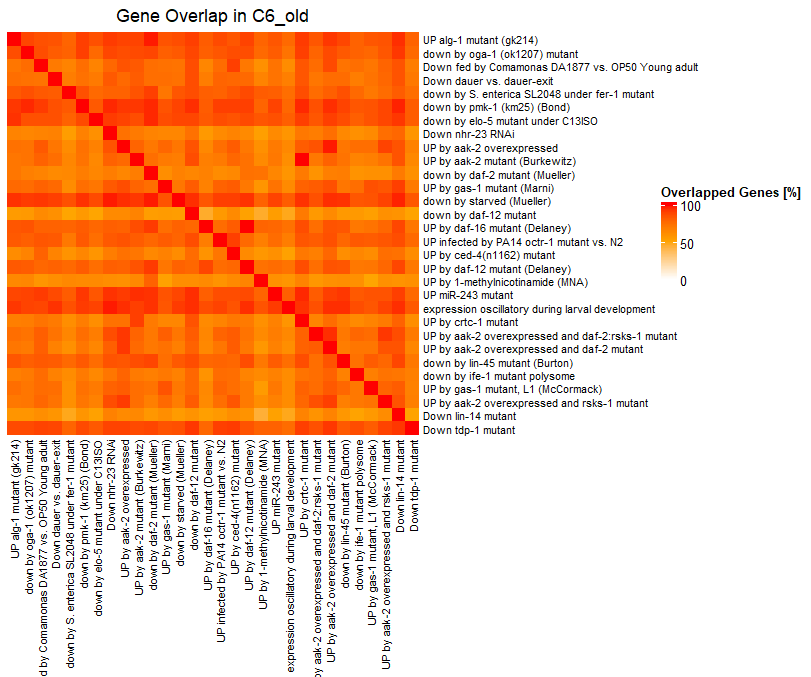 Gene Overlap in C6_old
UP alg-1 mutant (gk214)
down by oga-1 (ok1207) mutant
Down fed by Comamonas DA1877 vs. OP50 Young adult
Down dauer vs. dauer-exit
down by S. enterica SL2048 under fer-1 mutant
down by pmk-1 (km25) (Bond)
down by elo-5 mutant under C13ISO
Down nhr-23 RNAi
UP by aak-2 overexpressed
UP by aak-2 mutant (Burkewitz)
down by daf-2 mutant (Mueller)
UP by gas-1 mutant (Marni)
down by starved (Mueller)
down by daf-12 mutant
UP by daf-16 mutant (Delaney)
UP infected by PA14 octr-1 mutant vs. N2
UP by ced-4(n1162) mutant
UP by daf-12 mutant (Delaney)
UP by 1-methylnicotinamide (MNA)
UP miR-243 mutant
expression oscillatory during larval development
UP by crtc-1 mutant
UP by aak-2 overexpressed and daf-2:rsks-1 mutant
UP by aak-2 overexpressed and daf-2 mutant
down by lin-45 mutant (Burton)
down by ife-1 mutant polysome
UP by gas-1 mutant, L1 (McCormack)
UP by aak-2 overexpressed and rsks-1 mutant
Down lin-14 mutant
Down tdp-1 mutant
Overlapped Genes [%]
100
50
0
UP alg-1 mutant (gk214)
down by oga-1 (ok1207) mutant
d by Comamonas DA1877 vs. OP50 Young adult
Down dauer vs. dauer-exit
down by S. enterica SL2048 under fer-1 mutant
down by pmk-1 (km25) (Bond)
down by elo-5 mutant under C13ISO
Down nhr-23 RNAi
UP by aak-2 overexpressed
UP by aak-2 mutant (Burkewitz)
down by daf-2 mutant (Mueller)
UP by gas-1 mutant (Marni)
down by starved (Mueller)
down by daf-12 mutant
UP by daf-16 mutant (Delaney)
UP infected by PA14 octr-1 mutant vs. N2
UP by ced-4(n1162) mutant
UP by daf-12 mutant (Delaney)
UP by 1-methylnicotinamide (MNA)
UP miR-243 mutant
expression oscillatory during larval development
UP by crtc-1 mutant
by aak-2 overexpressed and daf-2:rsks-1 mutant
UP by aak-2 overexpressed and daf-2 mutant
down by lin-45 mutant (Burton)
down by ife-1 mutant polysome
UP by gas-1 mutant, L1 (McCormack)
UP by aak-2 overexpressed and rsks-1 mutant
Down lin-14 mutant
Down tdp-1 mutant